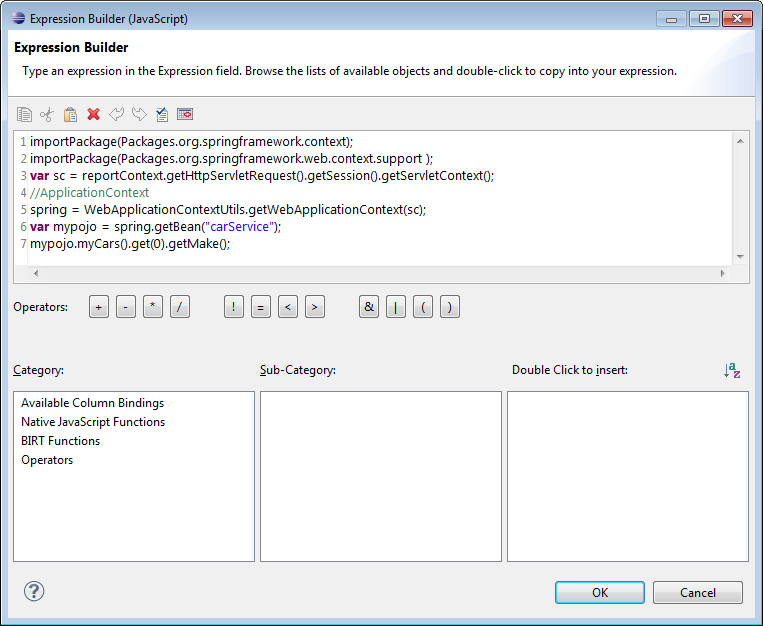 Expression Builder (JavaScript)
Expression Builder
Type an expression in the Expression field. Browse the lists of available objects and double-click to copy into your expression.
1 importPackage(Packages.org.springframework.context);
2 importPackage(Packages.org.springframework.web.context.support );
3 var sc = reportContext.getHttpServletRequest().getSession().getServletContext();
4 //ApplicationContext
5 spring = WebApplicationContextUtils.getWebApplicationContext(sc);
6 var mypojo = spring.getBean("carService");
7 mypojo.myCars().get(0).getMake();
Operators: + - * / ! = < > & | ( )
Category: Sub-Category: Double Click to insert: a z
Available Column Bindings
Native JavaScript Functions
BIRT Functions
Operators
? OK Cancel